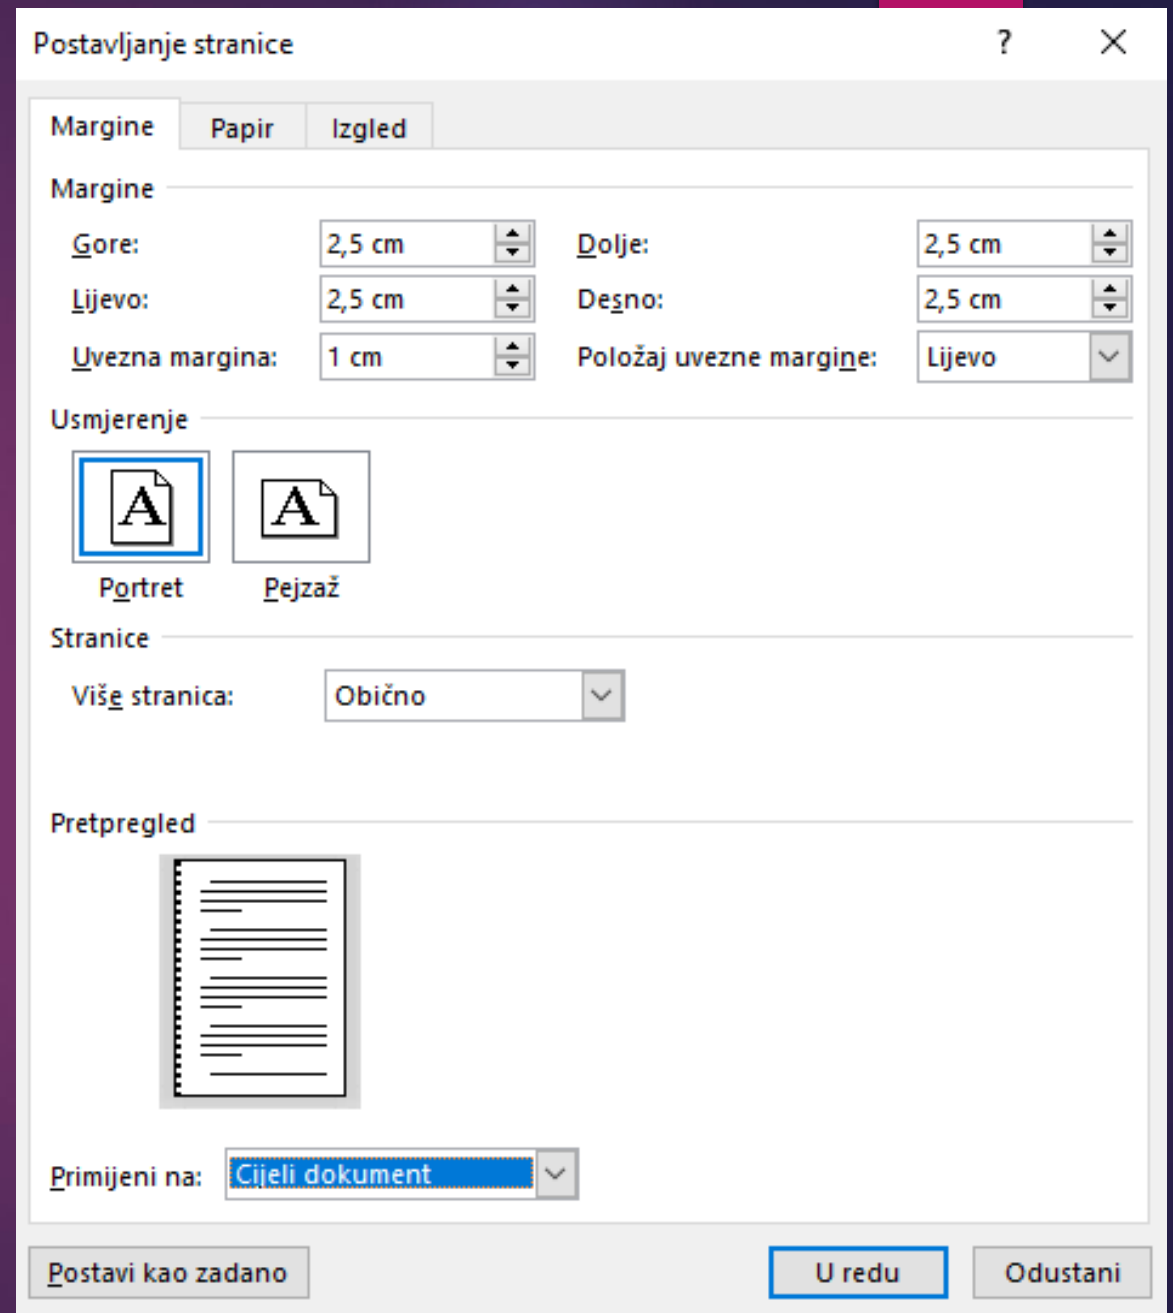 Postavljanje stranice ?
Margine Papir Izgled
Margine
Gore: 2,5 cm Dolje: 2,5 cm
Lijevo: 2,5 cm Desno: 2,5 cm
Uvezna margina: 1 cm Položaj uvezne margine: Lijevo
Usmjerenje
A A
Portret Pejzaž
Stranice
Više stranica: Obično
Pretpregled
Primijeni na: Cijeli dokument
Postavi kao zadano U redu Odustani